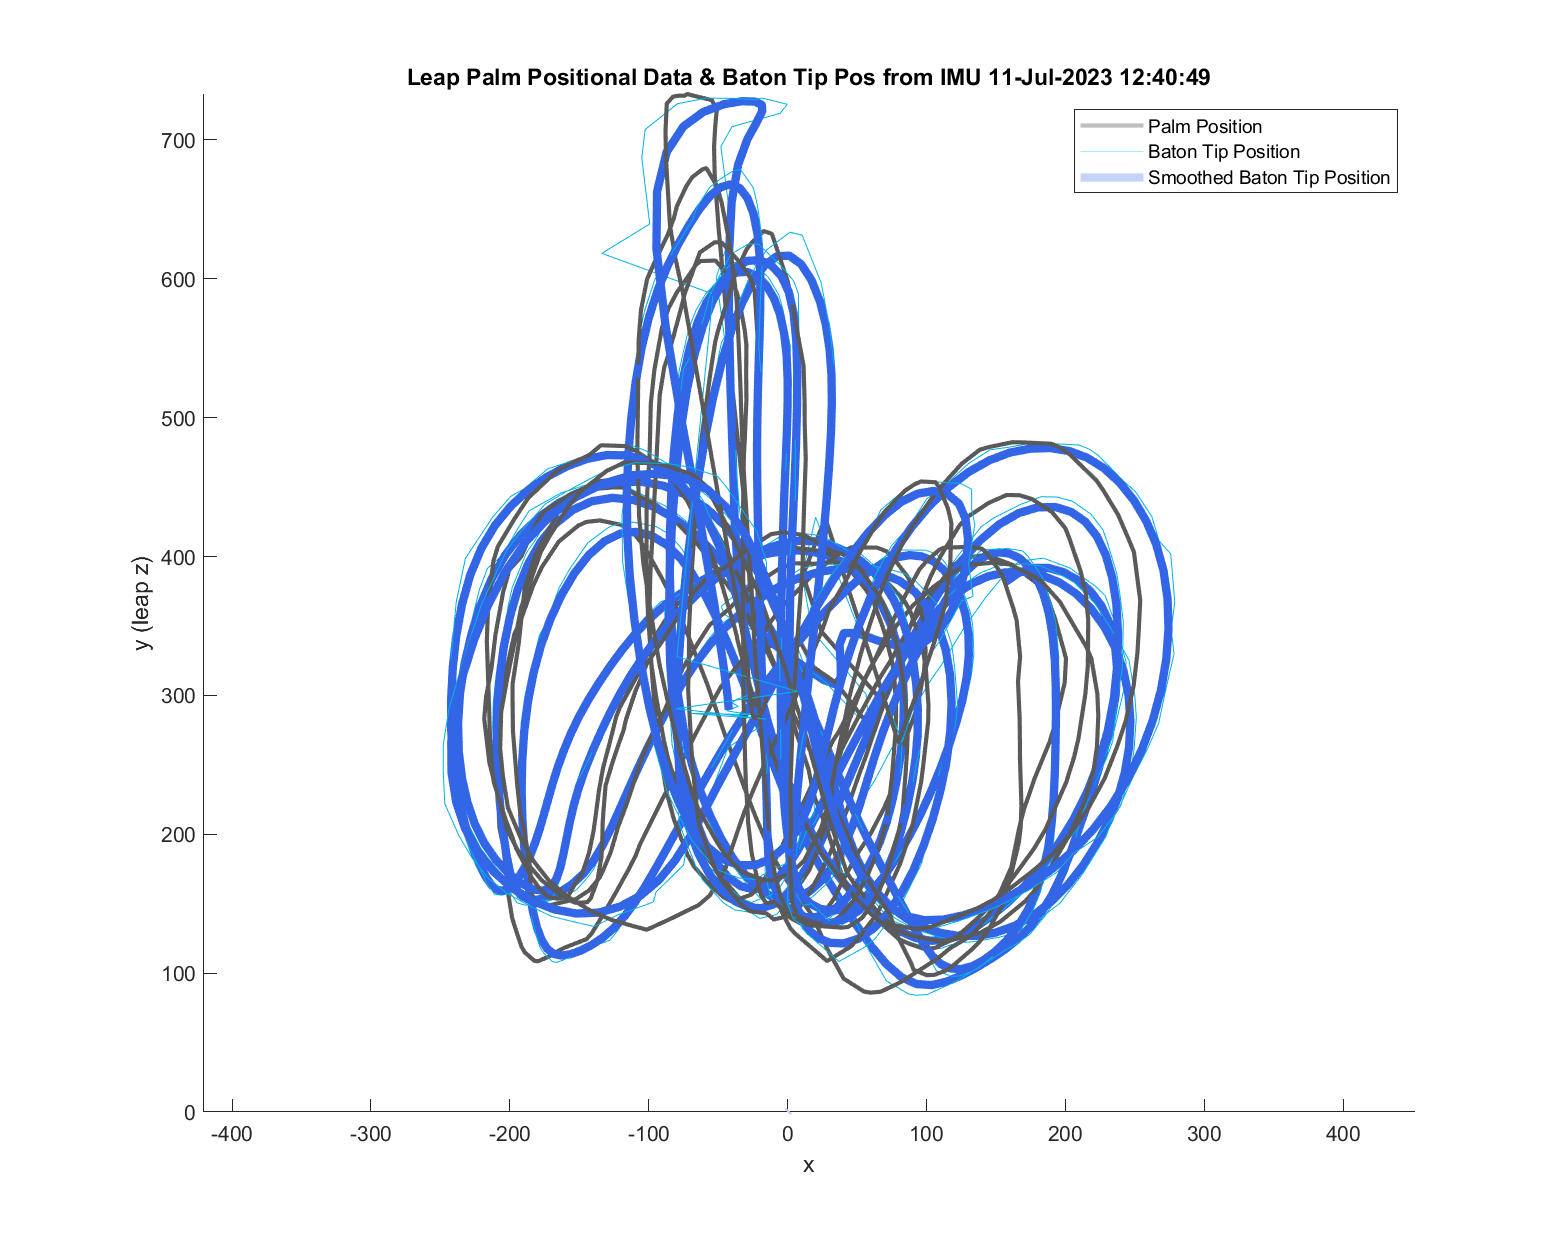 Leap Palm Positional Data & Baton Tip Pos from IMU 11-Jul-2023 12:40:49
Palm Position
Baton Tip Position
Smoothed Baton Tip Position
700
600
500
400
300
200
100
0
y (leap z)
-400 -300 -200 -100 0 100 200 300 400
x